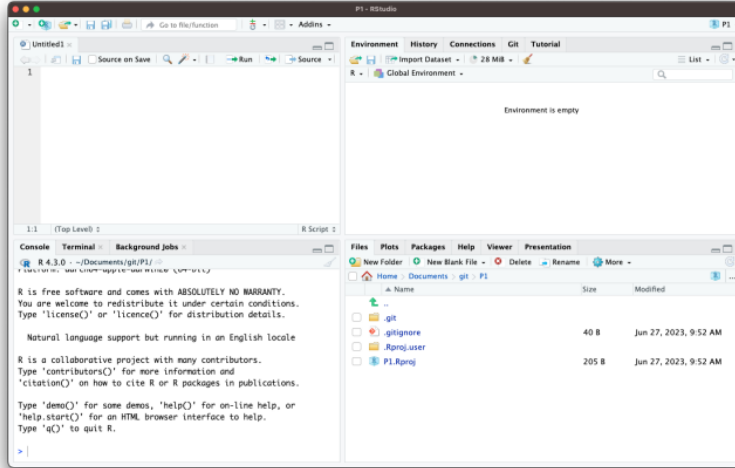 P1 - RStudio
Go to file/function
Addins
P1
Untitled1
Source on Save
Run
Source
1
1:1
(Top Level)
R Script
Environment
History
Connections
Git
Tutorial
Import Dataset
28 MiB
List
R
Global Environment
Environment is empty
Console
Terminal
Background Jobs
R 4.3.0 · ~/Documents/git/P1/
R is free software and comes with ABSOLUTELY NO WARRANTY.
You are welcome to redistribute it under certain conditions.
Type 'license()' or 'licence()' for distribution details.
Natural language support but running in an English locale
R is a collaborative project with many contributors.
Type 'contributors()' for more information and
'citation()' on how to cite R or R packages in publications.
Type 'demo()' for some demos, 'help()' for on-line help, or
'help.start()' for an HTML browser interface to help.
Type 'q()' to quit R.
>
Files
Plots
Packages
Help
Viewer
Presentation
New Folder
New Blank File
Delete
Rename
More
Home
Documents
git
P1
...
Name
Size
Modified
..
.git
.gitignore
40 B
Jun 27, 2023, 9:52 AM
.Rproj.user
P1.Rproj
205 B
Jun 27, 2023, 9:52 AM